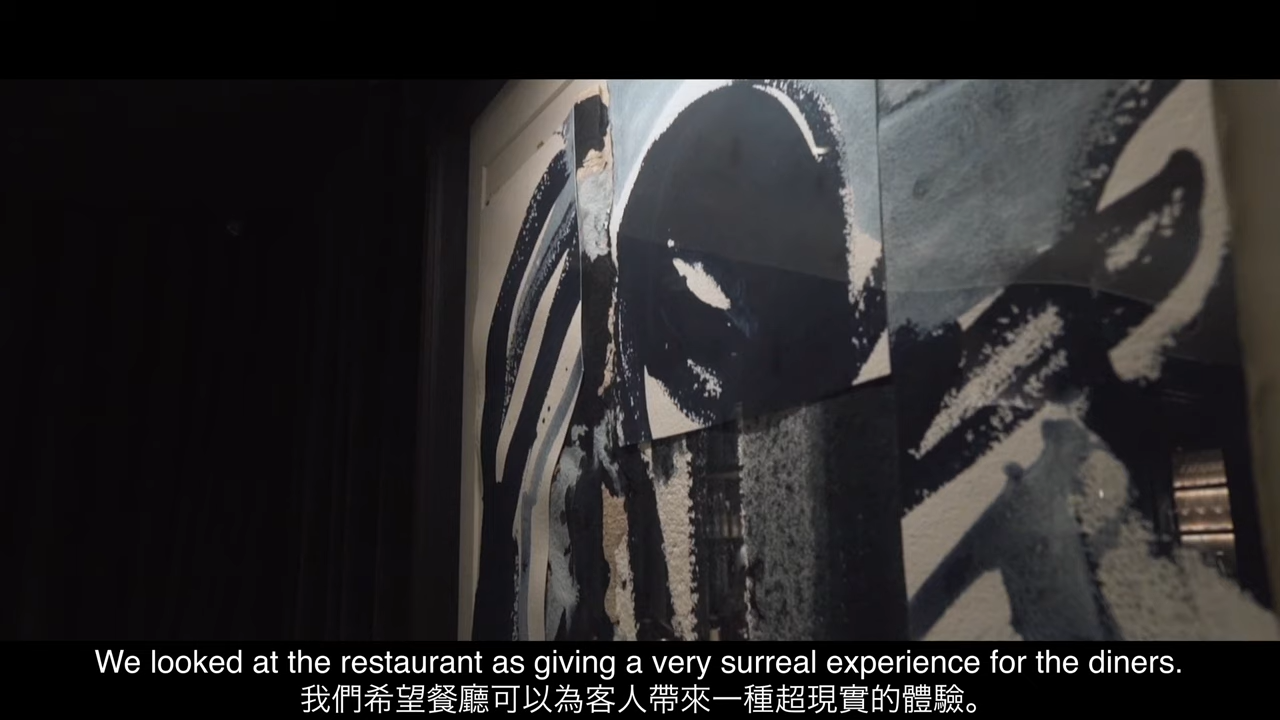 We looked at the restaurant as giving a very surreal experience for the diners.
我們希望餐廳可以為客人帶來一種超現實的體驗。